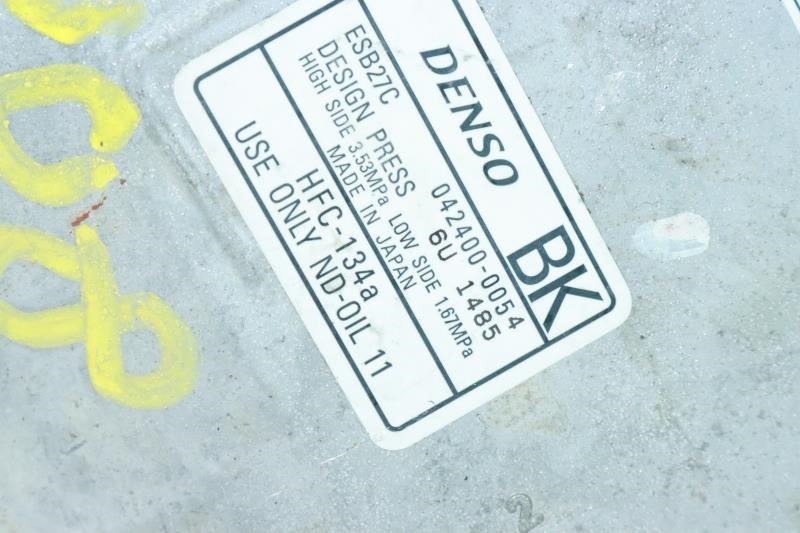 DENSO
BK
ESB27C
042400-0054
DESIGN PRESS
6U 1485
HIGH SIDE 3.53MPa LOW SIDE 1.67MPa
MADE IN JAPAN
HFC-134a
USE ONLY ND-OIL 11
2